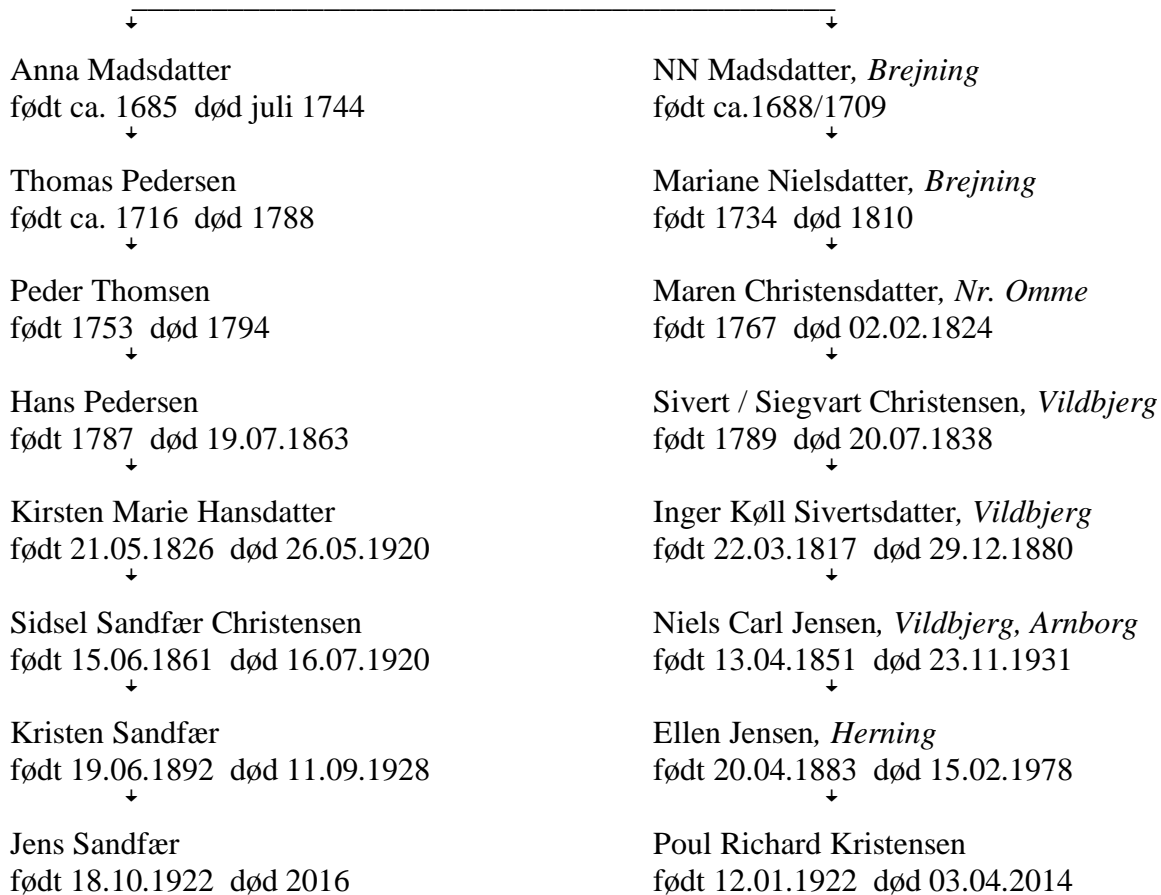 Anna Madsdatter
født ca. 1685  død juli 1744
Thomas Pedersen
født ca. 1716  død 1788
Peder Thomsen
født 1753  død 1794
Hans Pedersen
født 1787  død 19.07.1863
Kirsten Marie Hansdatter
født 21.05.1826  død 26.05.1920
Sidsel Sandfær Christensen
født 15.06.1861  død 16.07.1920
Kristen Sandfær
født 19.06.1892  død 11.09.1928
Jens Sandfær
født 18.10.1922  død 2016
NN Madsdatter, Brejning
født ca.1688/1709
Mariane Nielsdatter, Brejning
født 1734  død 1810
Maren Christensdatter, Nr. Omme
født 1767  død 02.02.1824
Sivert / Siegvart Christensen, Vildbjerg
født 1789  død 20.07.1838
Inger Køll Sivertsdatter, Vildbjerg
født 22.03.1817  død 29.12.1880
Niels Carl Jensen, Vildbjerg, Arnborg
født 13.04.1851  død 23.11.1931
Ellen Jensen, Herning
født 20.04.1883  død 15.02.1978
Poul Richard Kristensen
født 12.01.1922  død 03.04.2014